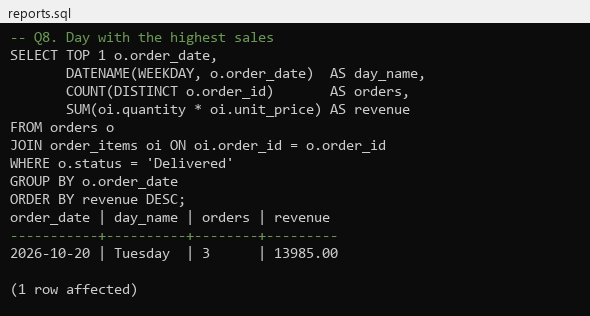 reports.sql
-- Q8. Day with the highest sales
SELECT TOP 1 o.order_date,
       DATENAME(WEEKDAY, o.order_date)  AS day_name,
       COUNT(DISTINCT o.order_id)       AS orders,
       SUM(oi.quantity * oi.unit_price) AS revenue
FROM orders o
JOIN order_items oi ON oi.order_id = o.order_id
WHERE o.status = 'Delivered'
GROUP BY o.order_date
ORDER BY revenue DESC;
order_date | day_name | orders | revenue
-----------+----------+--------+---------
2026-10-20 | Tuesday  | 3      | 13985.00
(1 row affected)